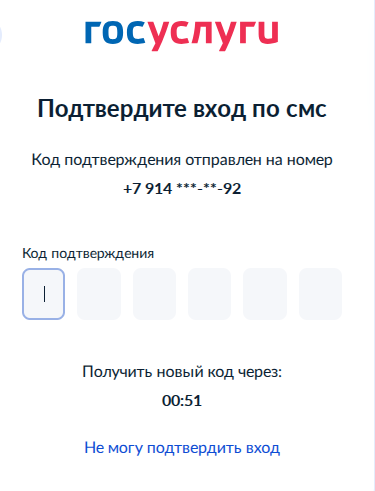 госуслуги
Подтвердите вход по смс
Код подтверждения отправлен на номер
+7 914 ***-**-92
Код подтверждения
Получить новый код через:
00:51
Не могу подтвердить вход